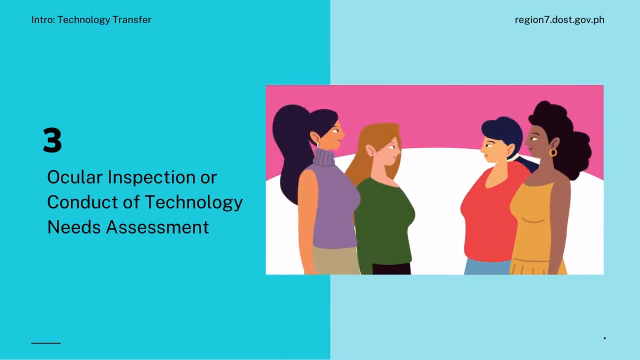 Intro: Technology Transfer
region7.dost.gov.ph
3
Ocular Inspection or
Conduct of Technology
Needs Assessment